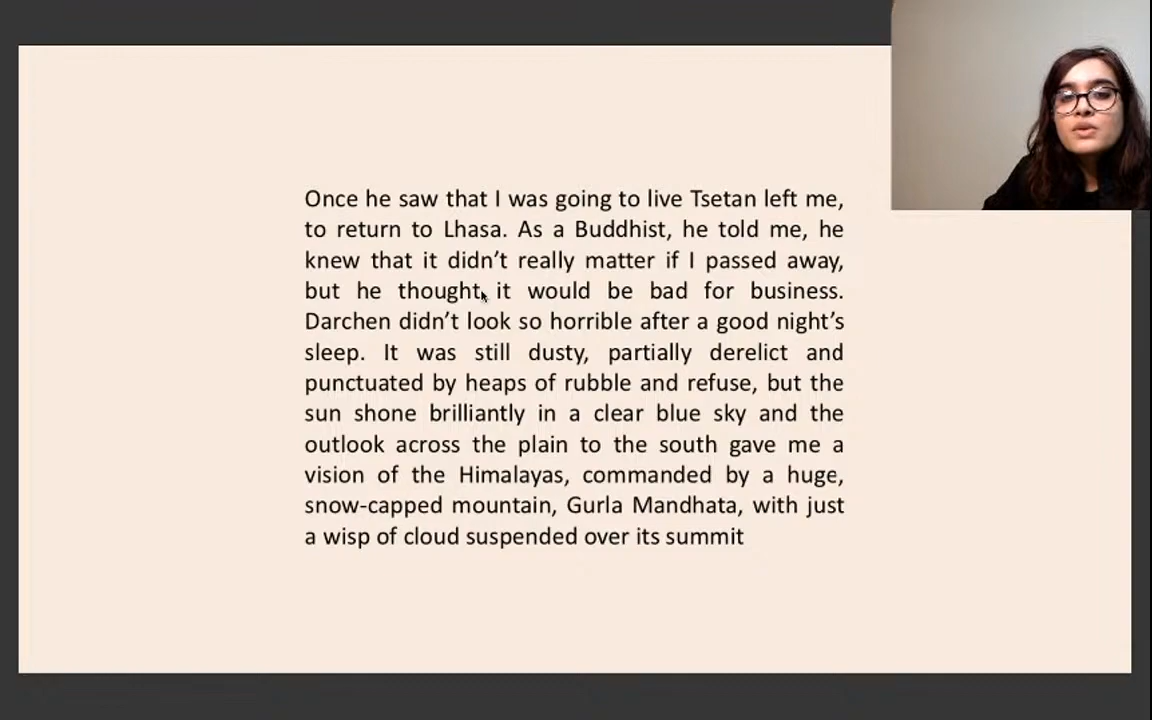 Once he saw that I was going to live Tsetan left me,
to return to Lhasa. As a Buddhist, he told me, he
knew that it didn’t really matter if I passed away,
but he thought it would be bad for business.
Darchen didn’t look so horrible after a good night’s
sleep. It was still dusty, partially derelict and
punctuated by heaps of rubble and refuse, but the
sun shone brilliantly in a clear blue sky and the
outlook across the plain to the south gave me a
vision of the Himalayas, commanded by a huge,
snow-capped mountain, Gurla Mandhata, with just
a wisp of cloud suspended over its summit